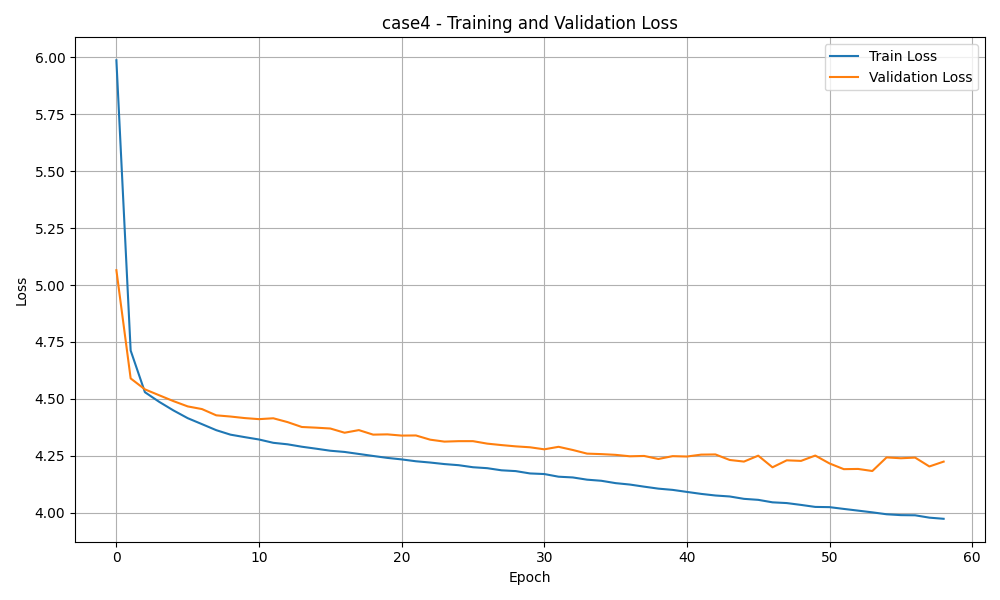 case4 - Training and Validation Loss
Train Loss
Validation Loss
6.00
5.75
5.50
5.25
5.00
4.75
4.50
4.25
4.00
Loss
0 10 20 30 40 50 60
Epoch